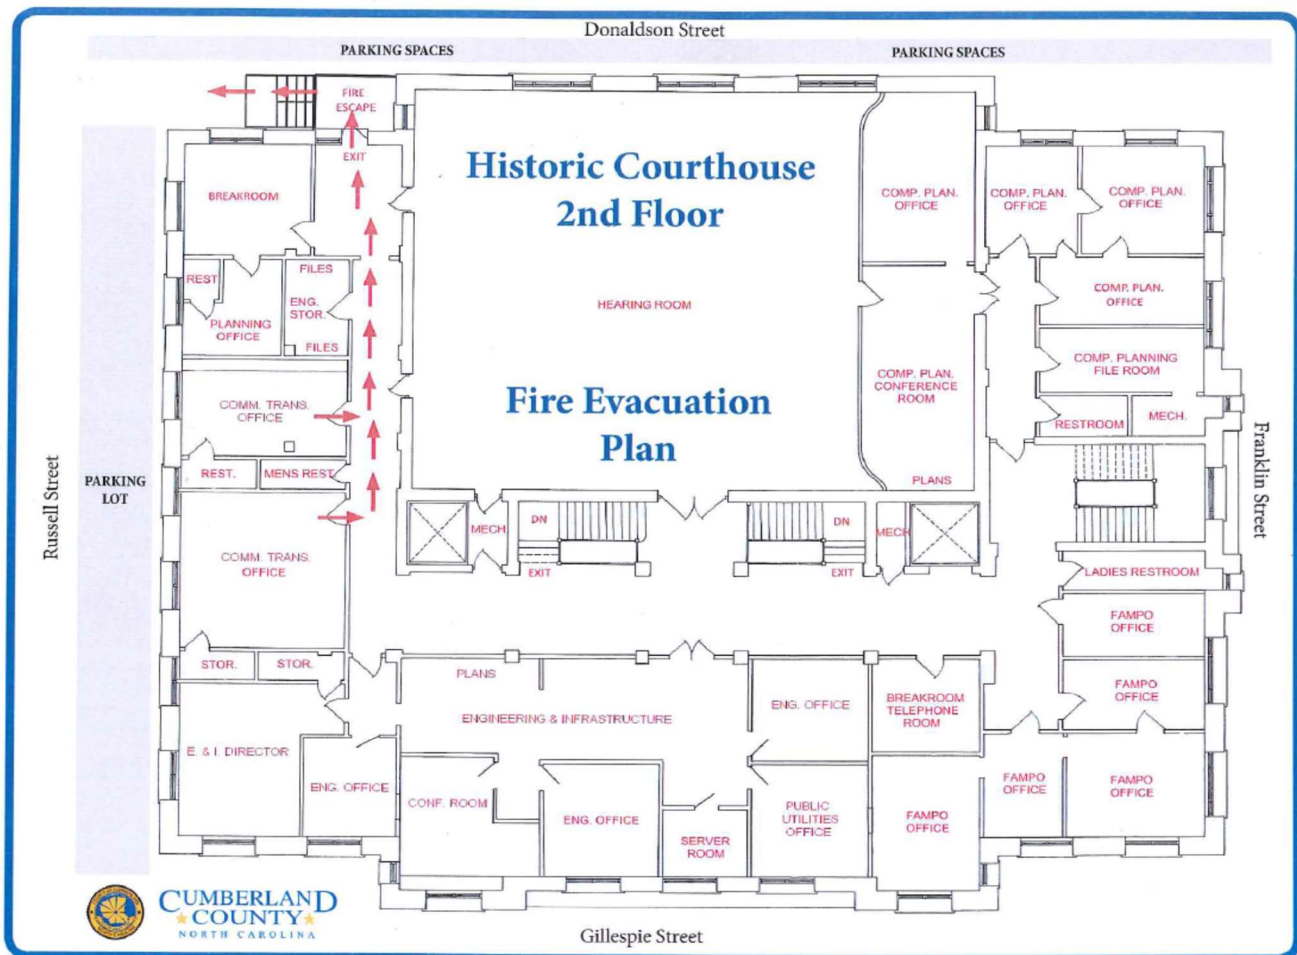 Donaldson Street
PARKING SPACES
PARKING SPACES
FIRE
ESCAPE
EXIT
BREAKROOM
Historic Courthouse
2nd Floor
COMP. PLAN.
OFFICE
COMP. PLAN.
OFFICE
COMP. PLAN.
OFFICE
REST
FILES
ENG.
STOR.
FILES
PLANNING
OFFICE
HEARING ROOM
COMP. PLAN.
OFFICE
COMM. TRANS.
OFFICE
Fire Evacuation
Plan
COMP. PLAN.
CONFERENCE
ROOM
COMP. PLANNING
FILE ROOM
RESTROOM
MECH.
REST.
MENS REST
PLANS
Russell Street
PARKING
LOT
Franklin Street
COMM. TRANS.
OFFICE
MECH.
DN
EXIT
DN
EXIT
MECH
LADIES RESTROOM
FAMPO
OFFICE
STOR.
STOR.
PLANS
ENGINEERING & INFRASTRUCTURE
ENG. OFFICE
BREAKROOM
TELEPHONE
ROOM
FAMPO
OFFICE
E. & I. DIRECTOR
ENG. OFFICE
CONF. ROOM
ENG. OFFICE
SERVER
ROOM
PUBLIC
UTILITIES
OFFICE
FAMPO
OFFICE
FAMPO
OFFICE
FAMPO
OFFICE
CUMBERLAND
COUNTY
NORTH CAROLINA
Gillespie Street